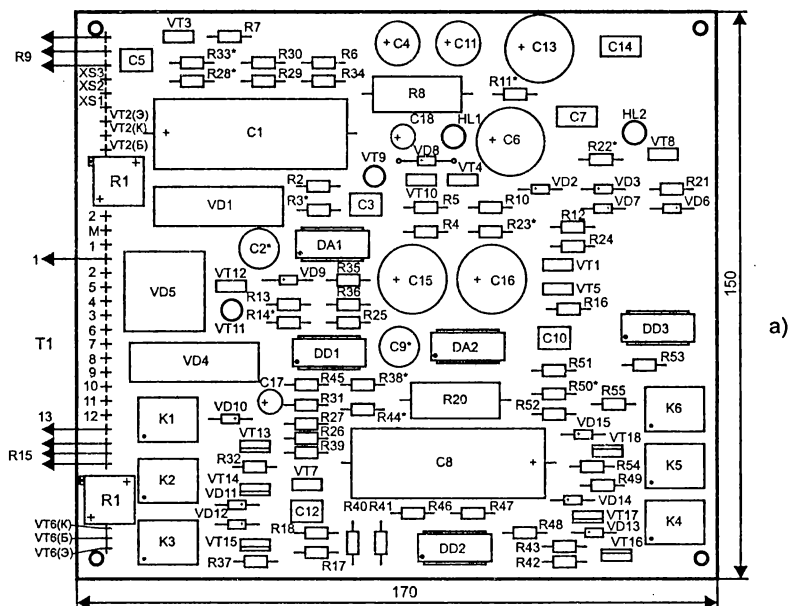 VT3 R7
R9 C5 R33* R30 R6 C4 C11 C13 C14
XS3 R28* R29 R34
XS2 R8 R11*
XS1
VT2(Э) C1 C18 HL1 C6 C7 HL2
VT2(К)
VT2(Б) VD8 R22* VT8
R1 VT9 VT10 VT4
R2 VD2 VD3 R21
VD1 R3* C3 R5 R10 VD7 VD6
2 R12
М C2* DA1 R4 R23*
1 R24
1 VD5 R35 C15 C16 VT1
2 VT12 VD9
5 R13 R36 VT5
4 R14* R25 R16
3 VT11
6 C10 DD3
T1 7 VD4 DD1 C9* DA2 а)
8 R53
9 C17 R45 R38* R51
10 R31 R20 R50*
11 K1 VD10 R44* R52 R55 K6
12 R27
13 VT13 R26 VD15
R15 R39 VT18
R32 C8 R54 K5
K2 VT14 VT7 R49
R1 VD11 VD14
VD12 C12 R40 R41 R46 R47 VT17 K4
VT6(К) R18 R48 VD13
VT6(Б) K3 VT15 DD2 R43 VT16
VT6(Э) R37 R17 R42
150
170